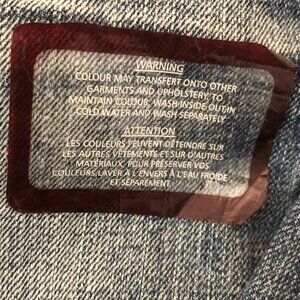 WARNING
COLOUR MAY TRANSFERT ONTO OTHER
GARMENTS AND UPHOLSTERY TO
MAINTAIN COLOUR, WASH INSIDE OUT IN
COLD WATER AND WASH SEPARATELY
ATTENTION
LES COULEURS PEUVENT DÉTEINDRE SUR
LES AUTRES VÊTEMENTS ET SUR D'AUTRES
MATÉRIAUX, POUR PRÉSERVER VOS
COULEURS, LAVER À L'ENVERS À L'EAU FROIDE
ET SÉPARÉMENT.